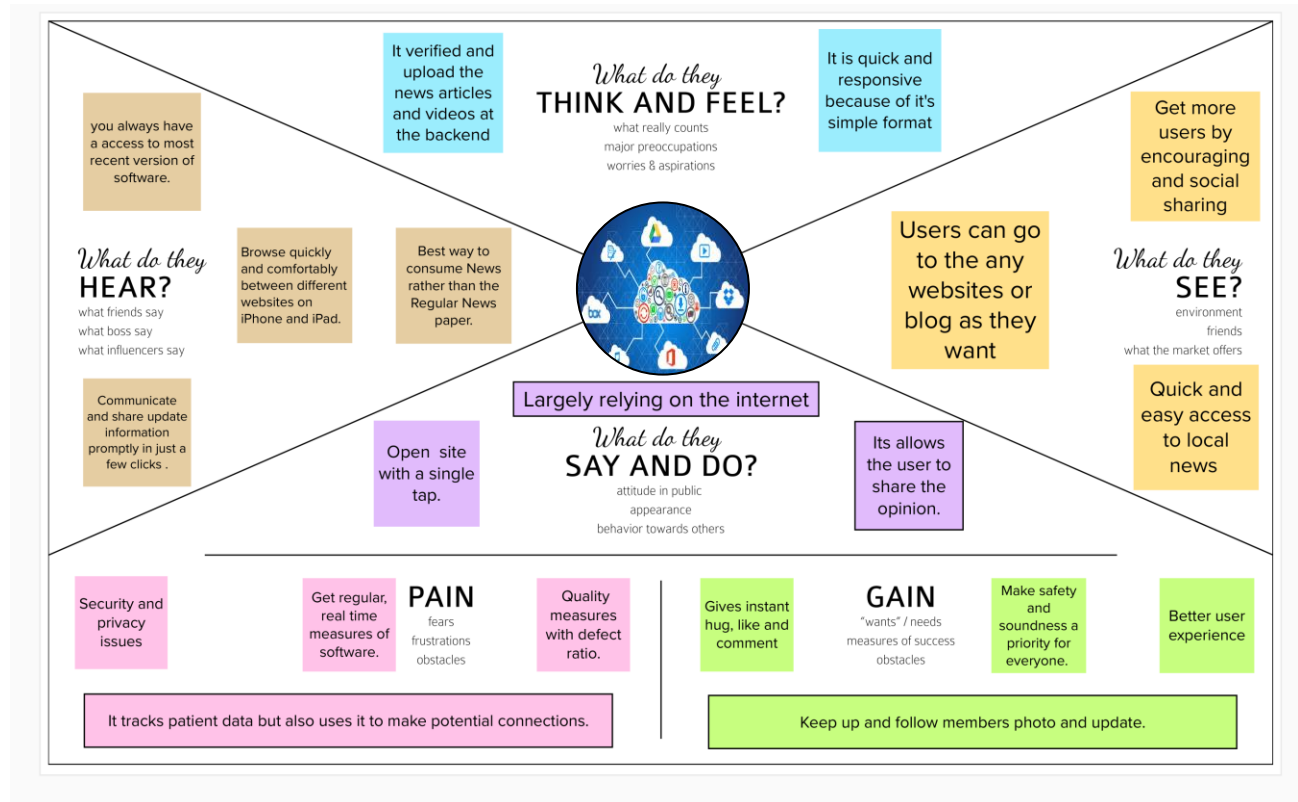 It verified and
upload the
news articles
and videos at
the backend
What do they
THINK AND FEEL?
what really counts
major preoccupations
worries & aspirations
It is quick and
responsive
because of it's
simple format
you always have
a access to most
recent version of
software.
What do they
HEAR?
what friends say
what boss say
what influencers say
Browse quickly
and comfortably
between different
websites on
iPhone and iPad.
Best way to
consume News
rather than the
Regular News
paper.
Communicate
and share update
information
promptly in just a
few clicks .
box
Get more
users by
encouraging
and social
sharing
Users can go
to the any
websites or
blog as they
want
What do they
SEE?
environment
friends
what the market offers
Quick and
easy access
to local
news
Largely relying on the internet
Open site
with a single
tap.
What do they
SAY AND DO?
attitude in public
appearance
behavior towards others
Its allows
the user to
share the
opinion.
Security and
privacy
issues
Get regular,
real time
measures of
software.
PAIN
fears
frustrations
obstacles
Quality
measures
with defect
ratio.
It tracks patient data but also uses it to make potential connections.
Gives instant
hug, like and
comment
GAIN
"wants" / needs
measures of success
obstacles
Make safety
and
soundness a
priority for
everyone.
Better user
experience
Keep up and follow members photo and update.